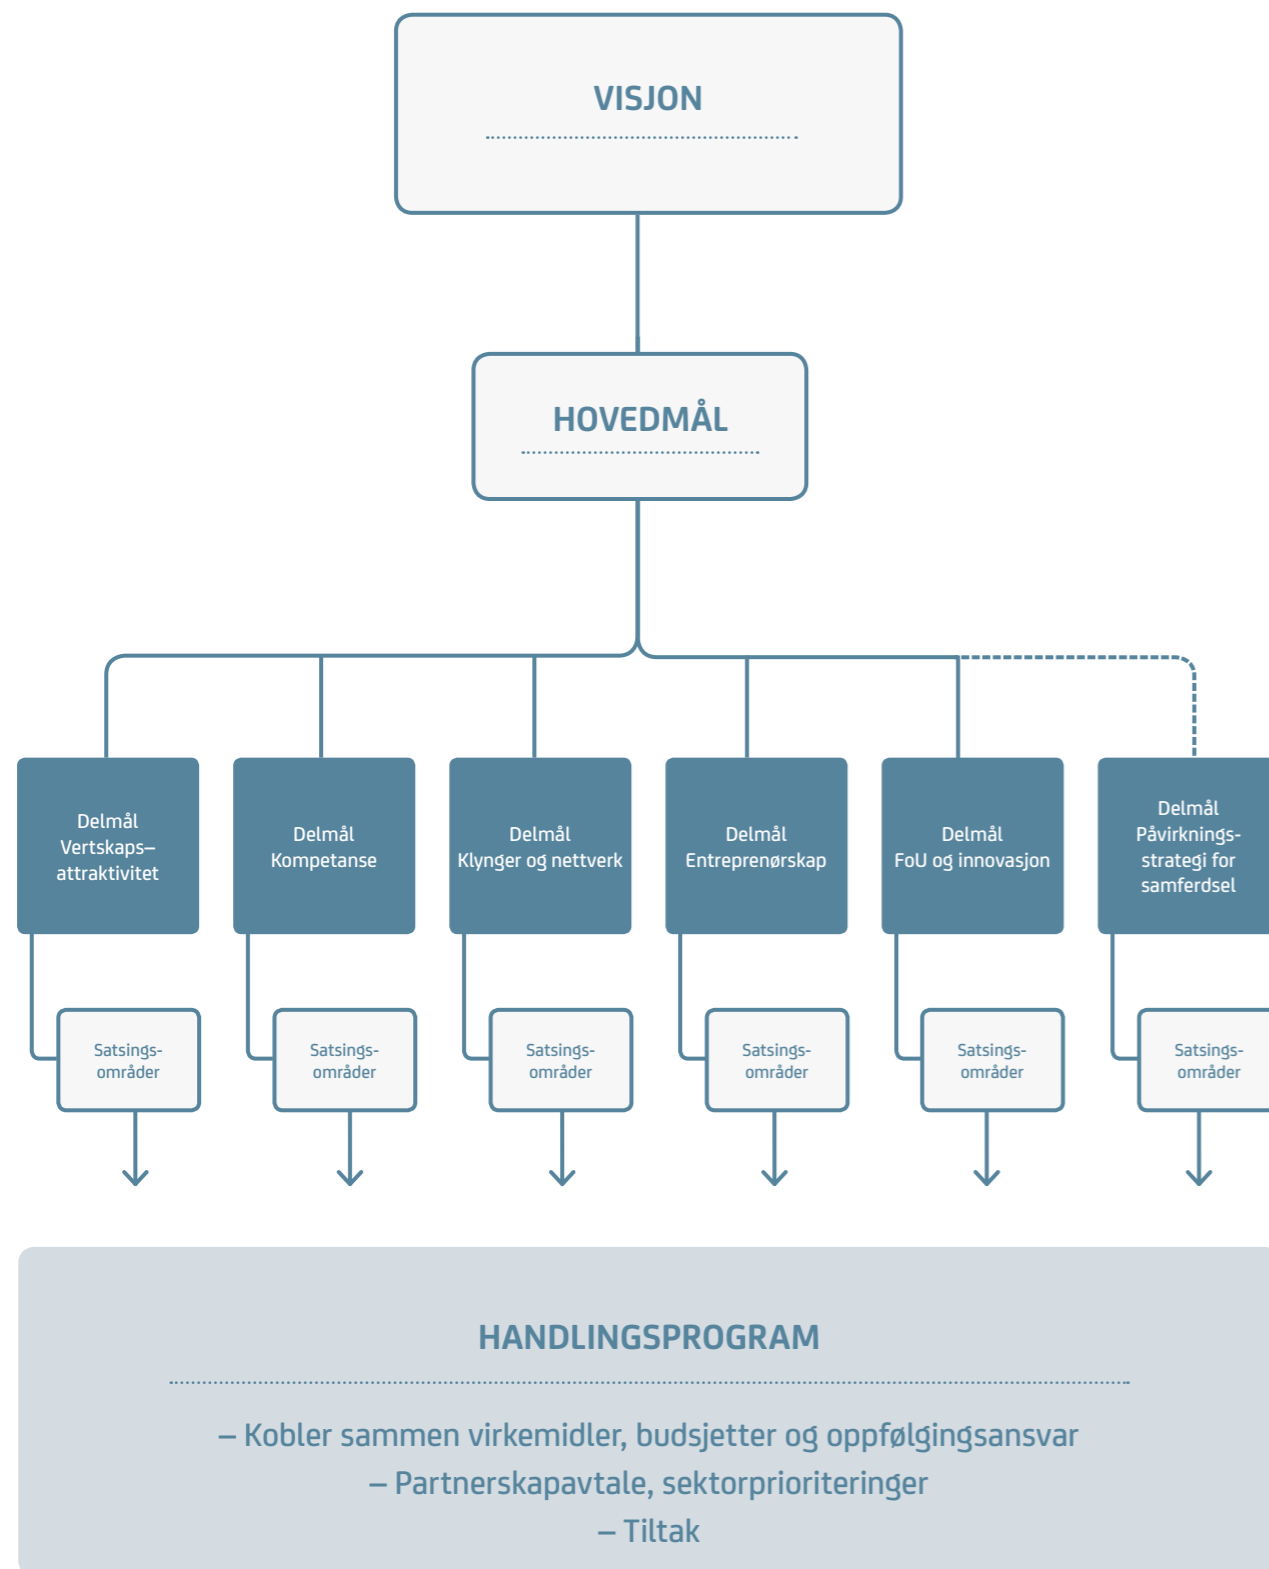 VISJON
HOVEDMÅL
Delmål
Vertskaps–
attraktivitet
Delmål
Kompetanse
Delmål
Klynger og nettverk
Delmål
Entreprenørskap
Delmål
FoU og innovasjon
Delmål
Påvirknings-
strategi for
samferdsel
Satsings-
områder
Satsings-
områder
Satsings-
områder
Satsings-
områder
Satsings-
områder
Satsings-
områder
HANDLINGSPROGRAM
– Kobler sammen virkemidler, budsjetter og oppfølgingsansvar
– Partnerskapavtale, sektorprioriteringer
– Tiltak